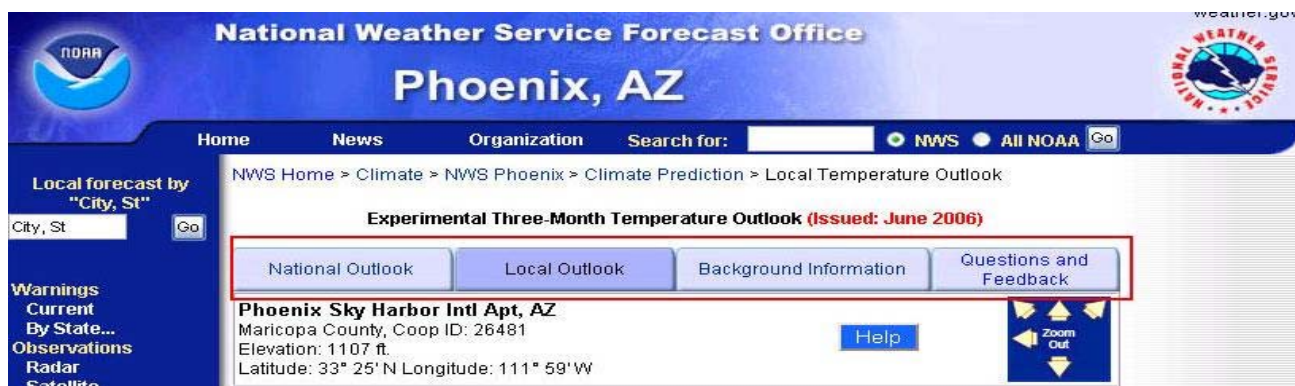 weather.gov
NOAA
National Weather Service Forecast Office
NATIONAL WEATHER SERVICE
Phoenix, AZ
Home News Organization Search for: NWS All NOAA Go
Local forecast by
"City, St"
City, St Go
NWS Home > Climate > NWS Phoenix > Climate Prediction > Local Temperature Outlook
Experimental Three-Month Temperature Outlook (Issued: June 2006)
National Outlook Local Outlook Background Information Questions and
Feedback
Warnings
Current
By State...
Observations
Radar
Satellite
Phoenix Sky Harbor Intl Apt, AZ
Maricopa County, Coop ID: 26481
Elevation: 1107 ft.
Latitude: 33° 25' N Longitude: 111° 59' W
Help
Zoom
Out